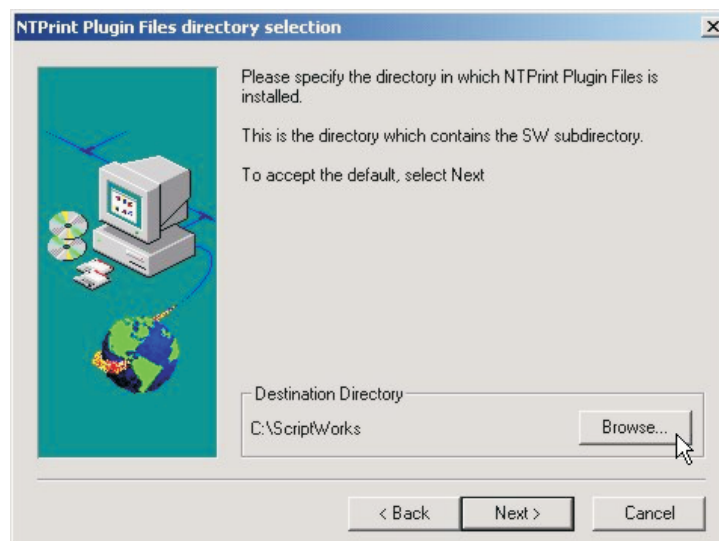 NTPrint Plugin Files directory selection
Please specify the directory in which NTPrint Plugin Files is
installed.
This is the directory which contains the SW subdirectory.
To accept the default, select Next
Destination Directory
C:\ScriptWorks
Browse...
< Back
Next >
Cancel